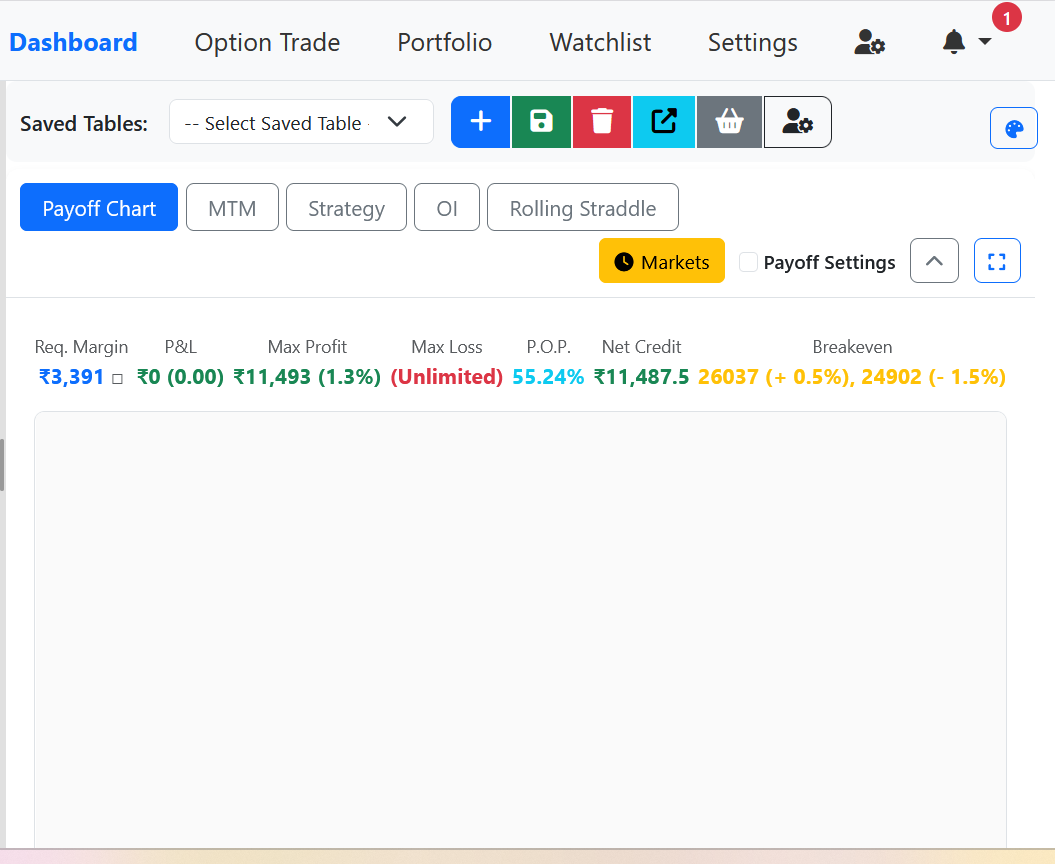 Dashboard Option Trade Portfolio Watchlist Settings 1
Saved Tables: -- Select Saved Table -
Payoff Chart MTM Strategy OI Rolling Straddle
Markets Payoff Settings
Req. Margin P&L Max Profit Max Loss P.O.P. Net Credit Breakeven
₹3,391 ₹0 (0.00) ₹11,493 (1.3%) (Unlimited) 55.24% ₹11,487.5 26037 (+ 0.5%), 24902 (- 1.5%)